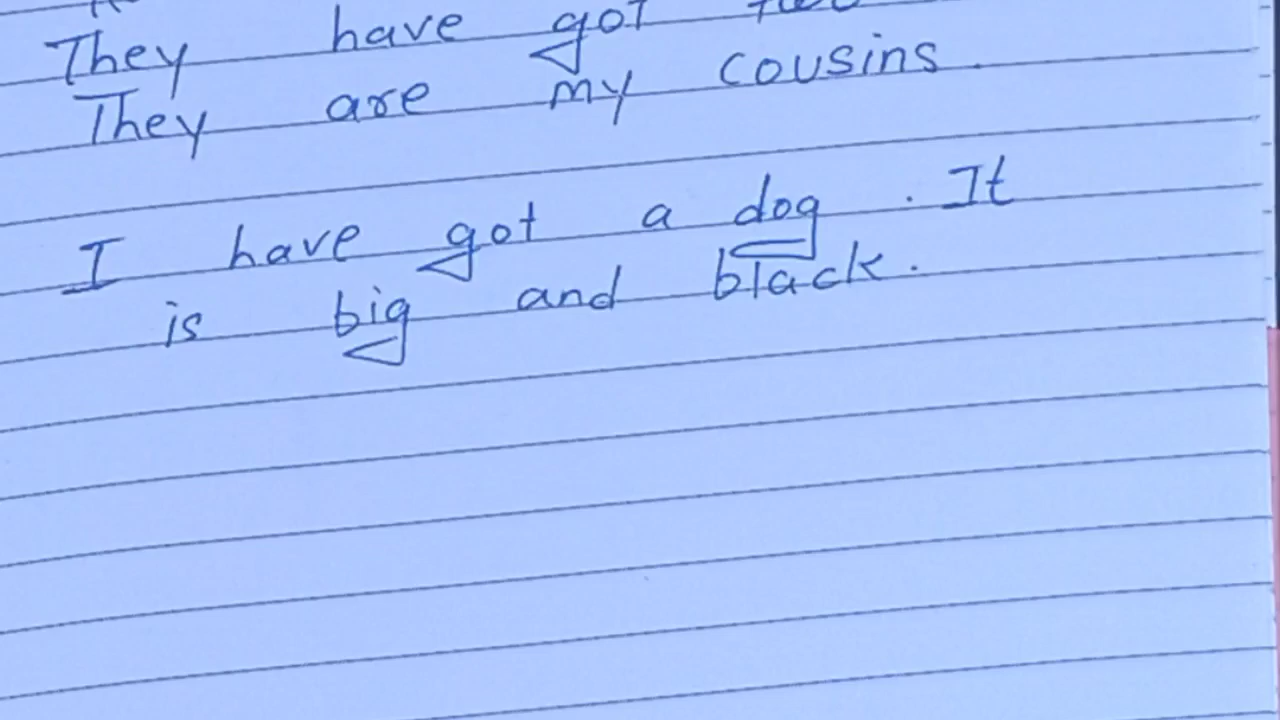 They have got
They are my cousins.
I have got a dog. It
is big and black.